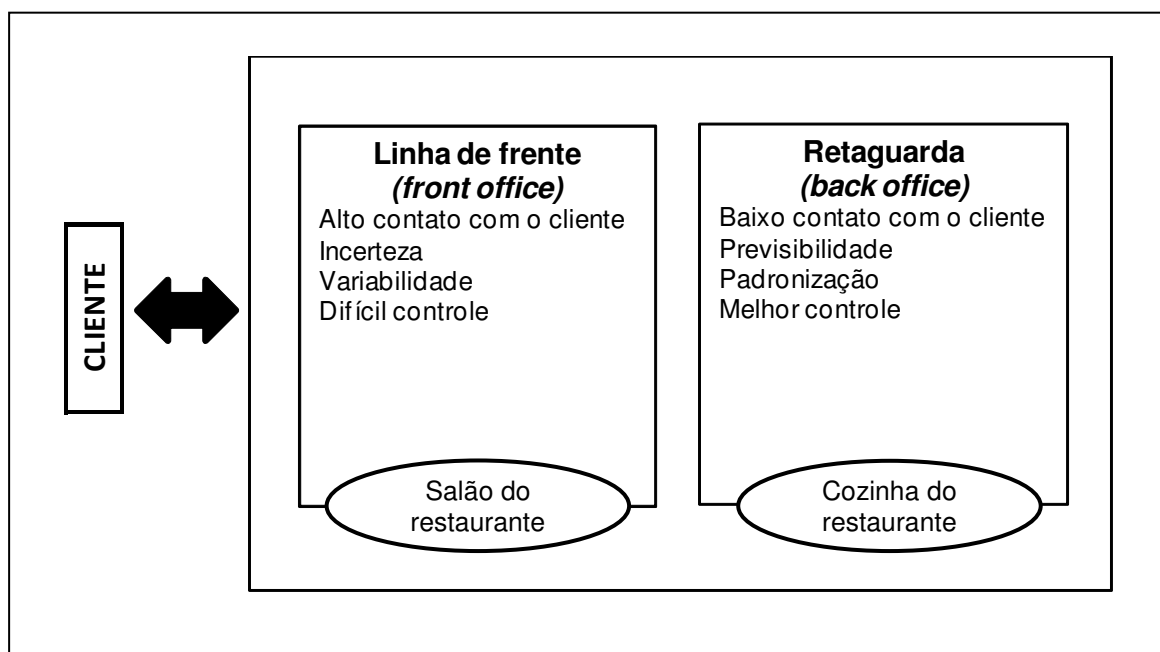 CLIENTE
Linha de frente
(front office)
Alto contato com o cliente
Incerteza
Variabilidade
Difícil controle
Salão do
restaurante
Retaguarda
(back office)
Baixo contato com o cliente
Previsibilidade
Padronização
Melhor controle
Cozinha do
restaurante